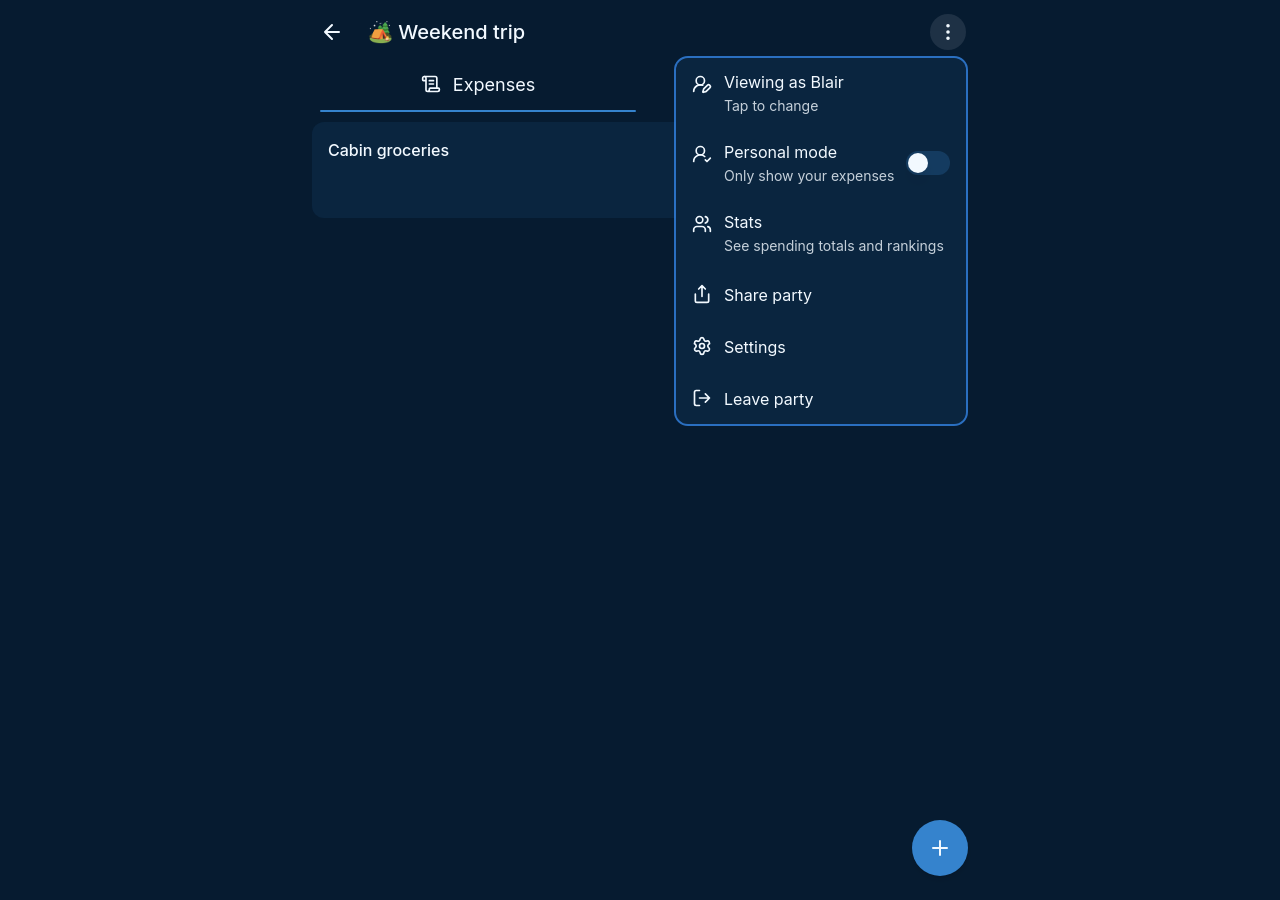 🏕️ Weekend trip
Expenses
Cabin groceries
Viewing as Blair
Tap to change
Personal mode
Only show your expenses
Stats
See spending totals and rankings
Share party
Settings
Leave party